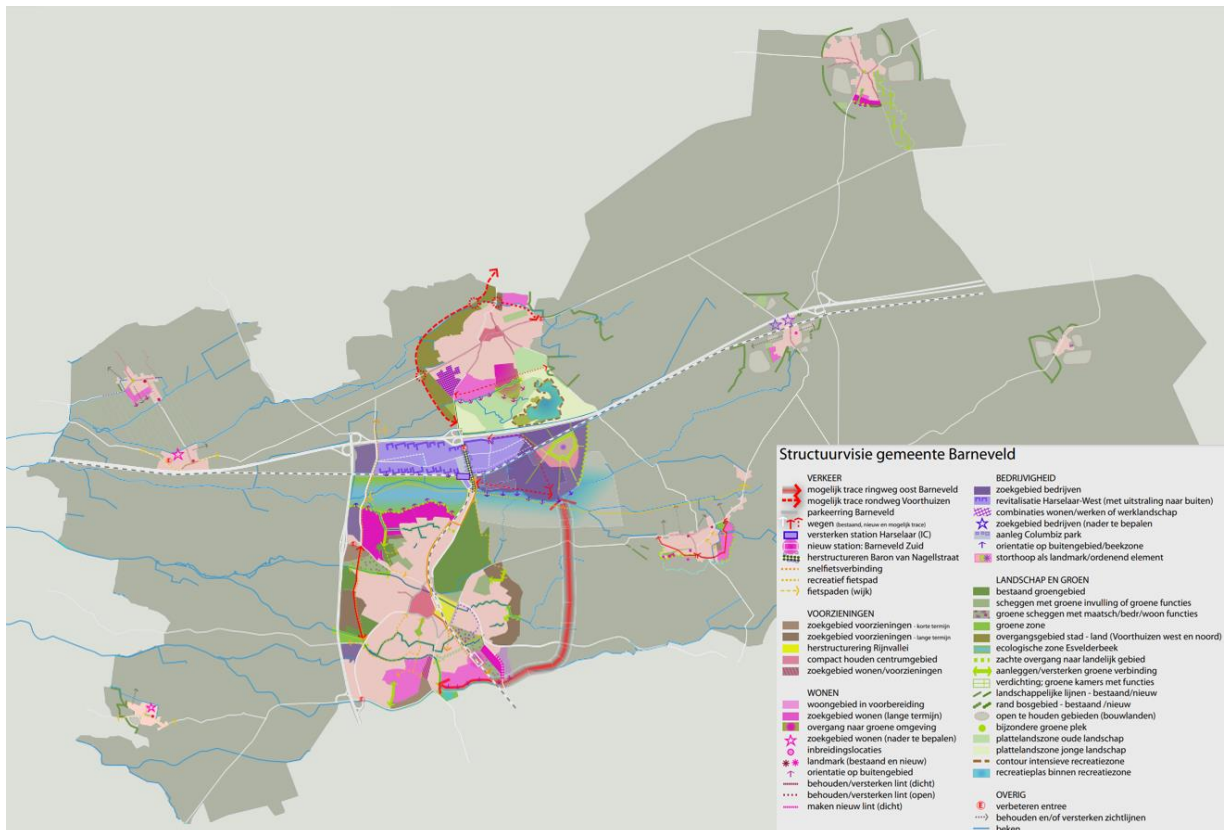 Structuurvisie gemeente Barneveld
VERKEER
mogelijk trace ringweg oost Barneveld
mogelijk trace rondweg Voorthuizen
parkeerring Barneveld
wegen (bestaand, nieuw en mogelijk trace)
versterken station Harselaar (IC)
nieuw station: Barneveld Zuid
herstructureren Baron van Nagellstraat
snelfietsverbinding
recreatief fietspad
fietspaden (wijk)
VOORZIENINGEN
zoekgebied voorzieningen - korte termijn
zoekgebied voorzieningen - lange termijn
herstructurering Rijnvallei
compact houden centrumgebied
zoekgebied wonen/voorzieningen
WONEN
woongebied in voorbereiding
zoekgebied wonen (lange termijn)
overgang naar groene omgeving
zoekgebied wonen (nader te bepalen)
inbreidingslocaties
landmark (bestaand en nieuw)
orientatie op buitengebied
behouden/versterken lint (dicht)
behouden/versterken lint (open)
maken nieuw lint (dicht)
BEDRIJVIGHEID
zoekgebied bedrijven
revitalisatie Harselaar-West (met uitstraling naar buiten)
combinaties wonen/werken of werklandschap
zoekgebied bedrijven (nader te bepalen
aanleg Columbiz park
orientatie op buitengebied/beekzone
storthoop als landmark/ordenend element
LANDSCHAP EN GROEN
bestaand groengebied
scheggen met groene invulling of groene functies
groene scheggen met maatsch/bedr/woon functies
groene zone
overgangsgebied stad - land (Voorthuizen west en noord)
ecologische zone Esvelderbeek
zachte overgang naar landelijk gebied
aanleggen/versterken groene verbinding
verdichting; groene kamers met functies
landschappelijke lijnen - bestaand/nieuw
rand bosgebied - bestaand /nieuw
open te houden gebieden (bouwlanden)
bijzondere groene plek
plattelandszone oude landschap
plattelandszone jonge landschap
contour intensieve recreatiezone
recreatieplas binnen recreatiezone
OVERIG
verbeteren entree
behouden en/of versterken zichtlijnen
beken